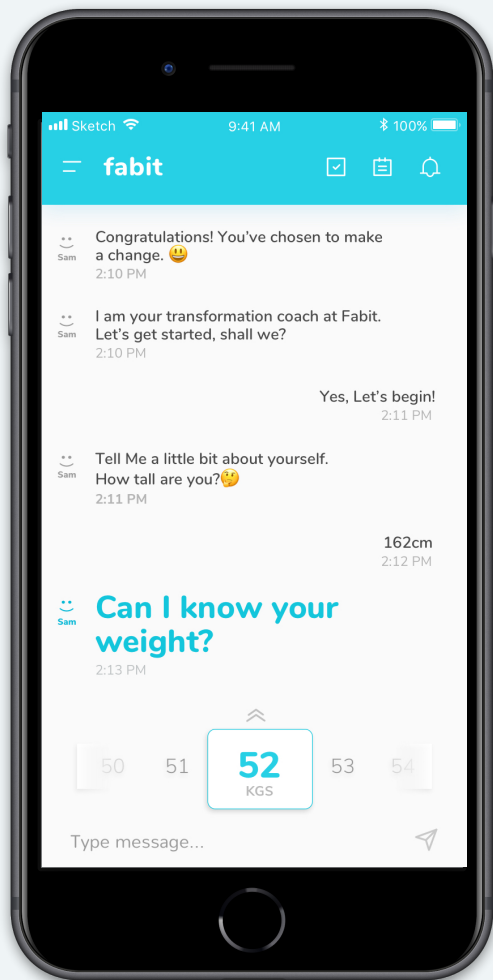 Sketch 9:41 AM 100%
fabit
Congratulations! You've chosen to make
a change. 😃
Sam
2:10 PM
I am your transformation coach at Fabit.
Let's get started, shall we?
Sam
2:10 PM
Yes, Let's begin!
2:11 PM
Tell Me a little bit about yourself.
How tall are you?🤔
Sam
2:11 PM
162cm
2:12 PM
Can I know your
weight?
Sam
2:13 PM
50 51 52 53 54
KGS
Type message...